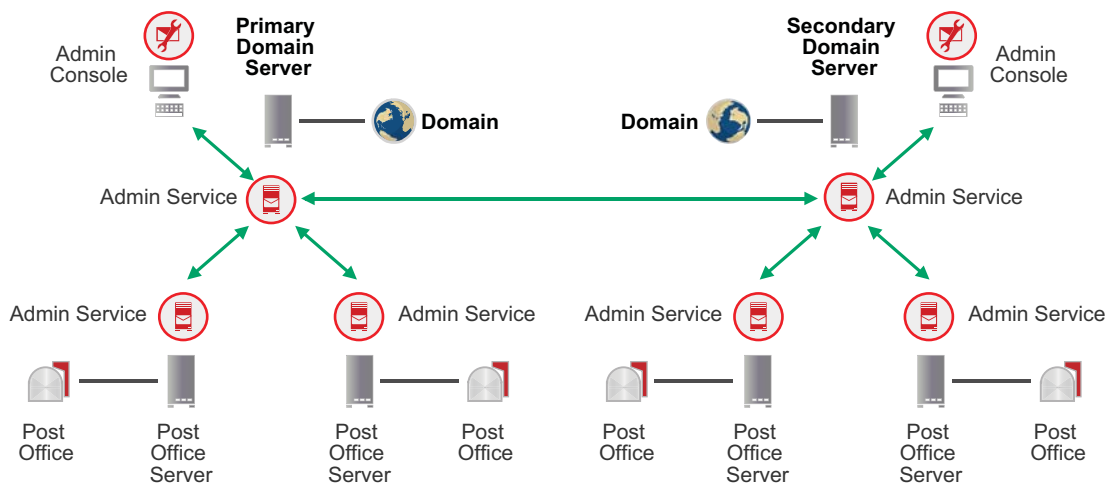 Admin
Console
Primary
Domain
Server
Domain
Secondary
Domain
Server
Domain
Admin
Console
Admin Service
Admin Service
Admin Service
Admin Service
Admin Service
Admin Service
Post
Office
Post
Office
Server
Post
Office
Server
Post
Office
Post
Office
Post
Office
Server
Post
Office
Server
Post
Office